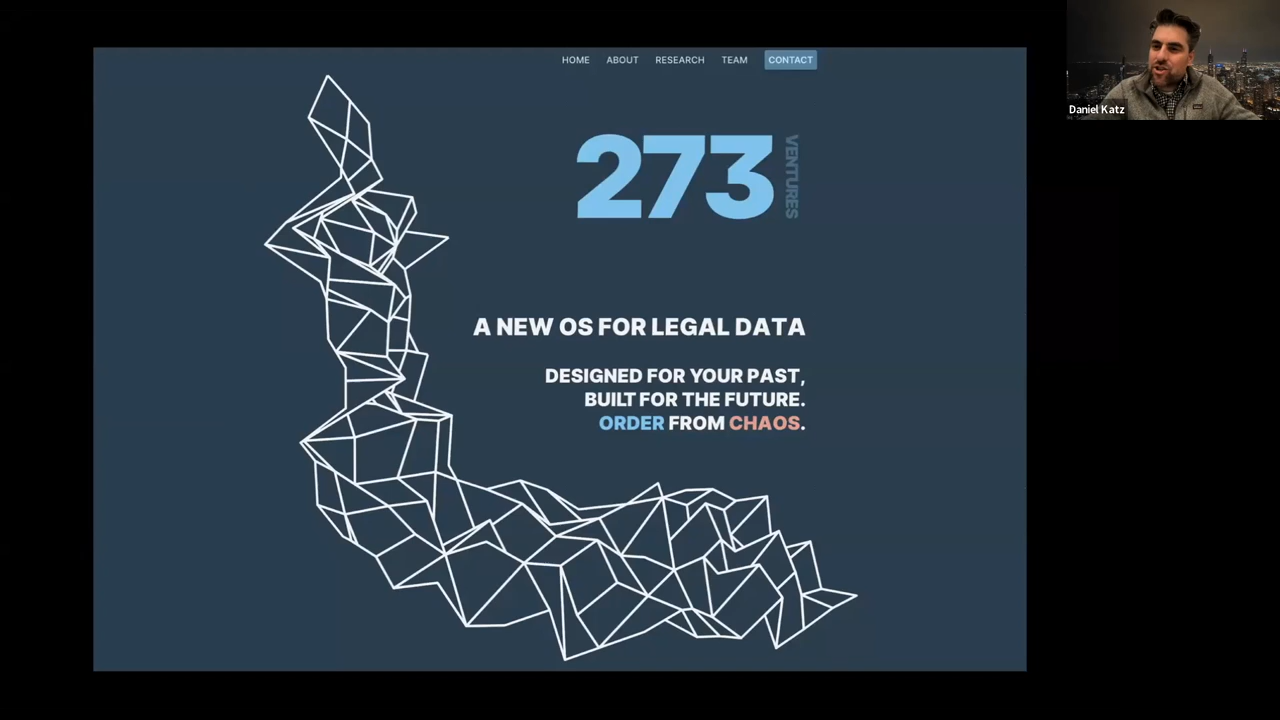 HOME ABOUT RESEARCH TEAM CONTACT
273 VENTURES
A NEW OS FOR LEGAL DATA
DESIGNED FOR YOUR PAST,
BUILT FOR THE FUTURE.
ORDER FROM CHAOS.
Daniel Katz